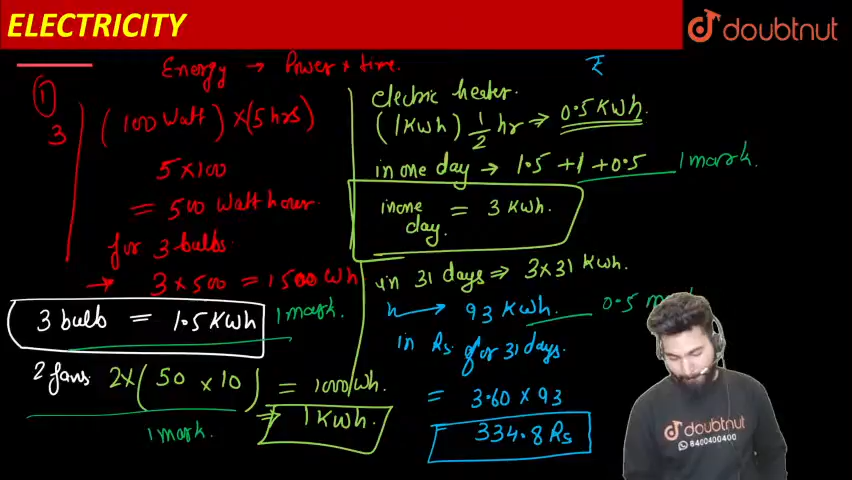 ELECTRICITY
doubtnut
Energy → Power × time.
①
3 (100 Watt) × (5 hrs)
5×100
= 500 Watt hour.
for 3 bulbs.
→ 3 × 500 = 1500 Wh
3 bulb = 1.5 KWh
1 mark.
2 fans 2× (50 × 10) = 1000 Wh.
⇒ 1 KWh.
1 mark.
electric heater.
(1KWh) 1/2 hr → 0.5 KWh.
in one day → 1.5 + 1 + 0.5
1 mark.
in one day. = 3 KWh.
in 31 days ⇒ 3×31 KWh.
→ 93 KWh.
0.5 m
in Rs. for 31 days.
= 3.60 × 93
= 334.8 Rs
doubtnut
8400400400